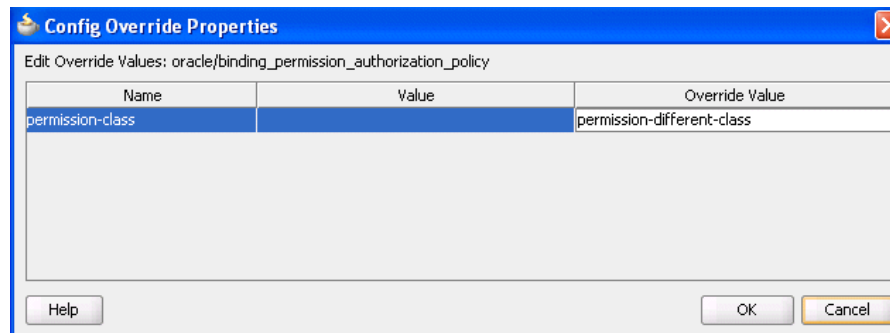 Config Override Properties
Edit Override Values: oracle/binding_permission_authorization_policy
Name Value Override Value
permission-class permission-different-class
Help OK Cancel